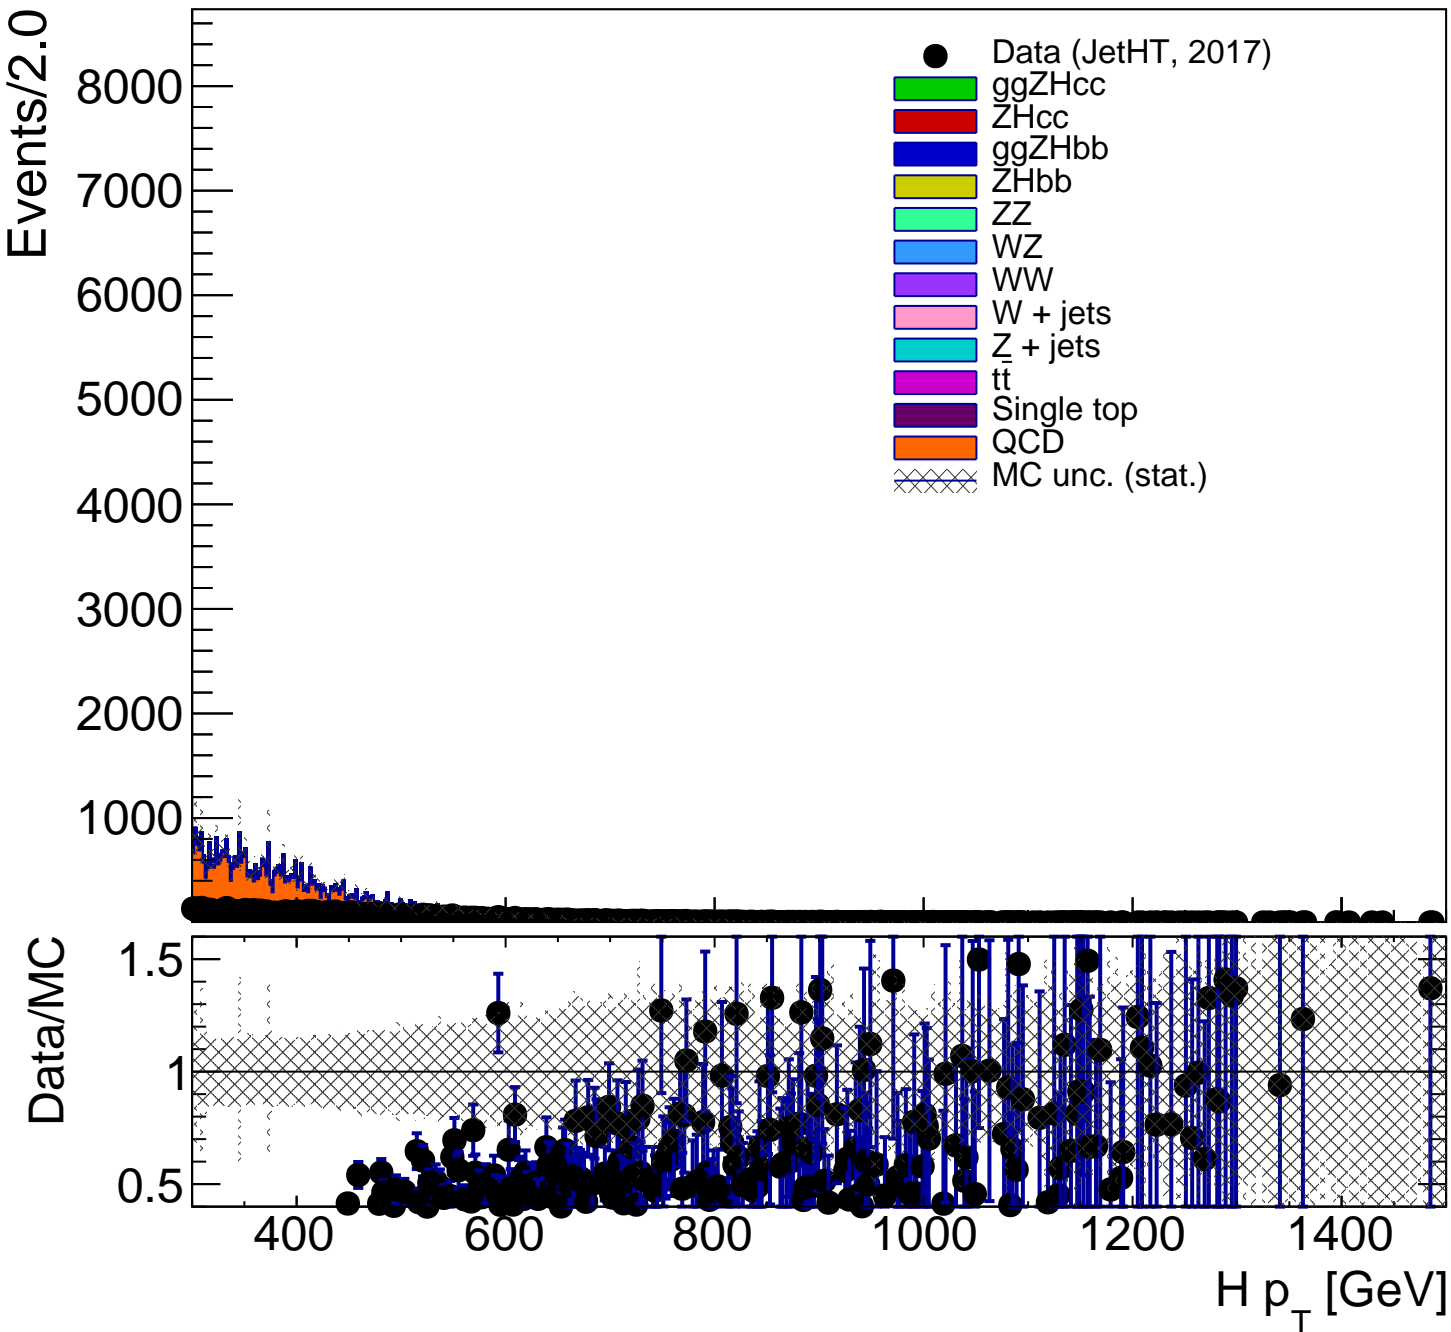 Events/2.0
8000
7000
6000
5000
4000
3000
2000
1000
Data (JetHT, 2017)
ggZHcc
ZHcc
ggZHbb
ZHbb
ZZ
WZ
WW
W + jets
Z + jets
tt̄
Single top
QCD
MC unc. (stat.)
Data/MC
1.5
1
0.5
400 600 800 1000 1200 1400
H p_T [GeV]